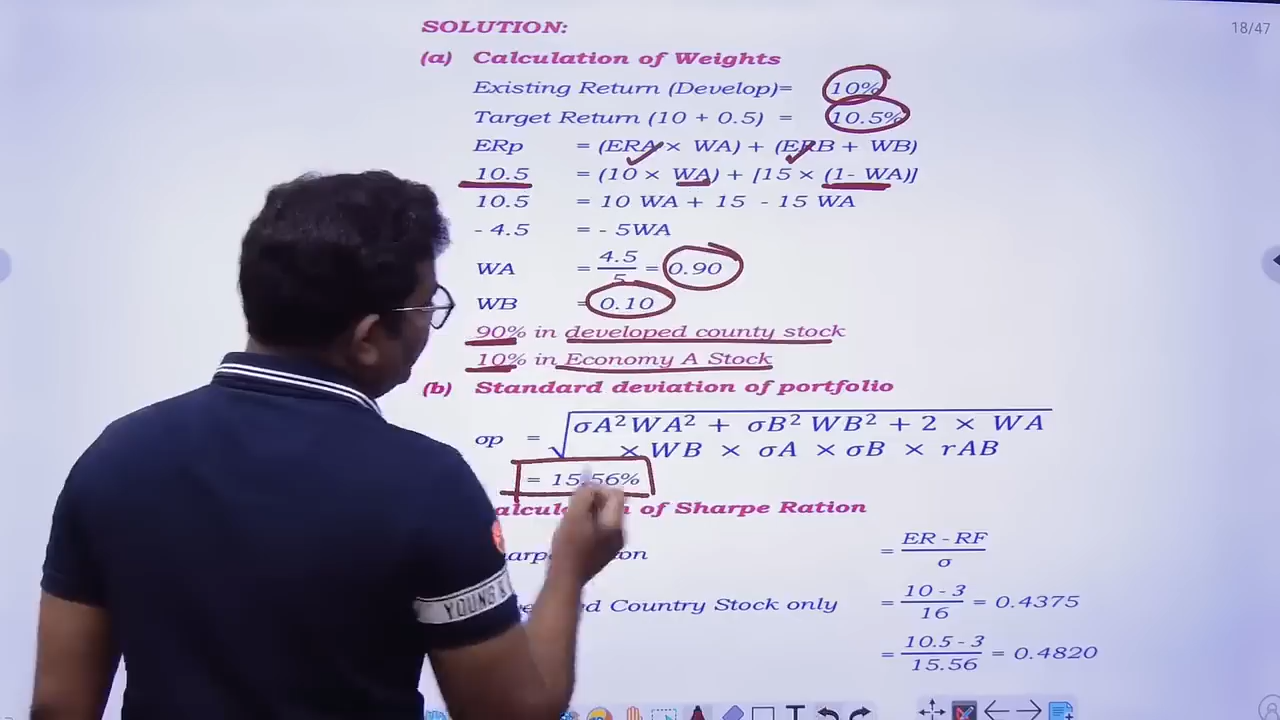 18/47
SOLUTION:
(a) Calculation of Weights
Existing Return (Develop)= 10%
Target Return (10 + 0.5) = 10.5%
ERp = (ERA × WA) + (ERB + WB)
10.5 = (10 × WA) + [15 × (1- WA)]
10.5 = 10 WA + 15 - 15 WA
- 4.5 = - 5WA
WA = 4.5/5 = 0.90
WB = 0.10
90% in developed county stock
10% in Economy A Stock
(b) Standard deviation of portfolio
σp = √σA²WA² + σB² WB² + 2 × WA
× WB × σA × σB × rAB
= 15.56%
of Sharpe Ration
= ER - RF/σ
Country Stock only = 10 - 3/16 = 0.4375
= 10.5 - 3/15.56 = 0.4820
YOUNG &
T